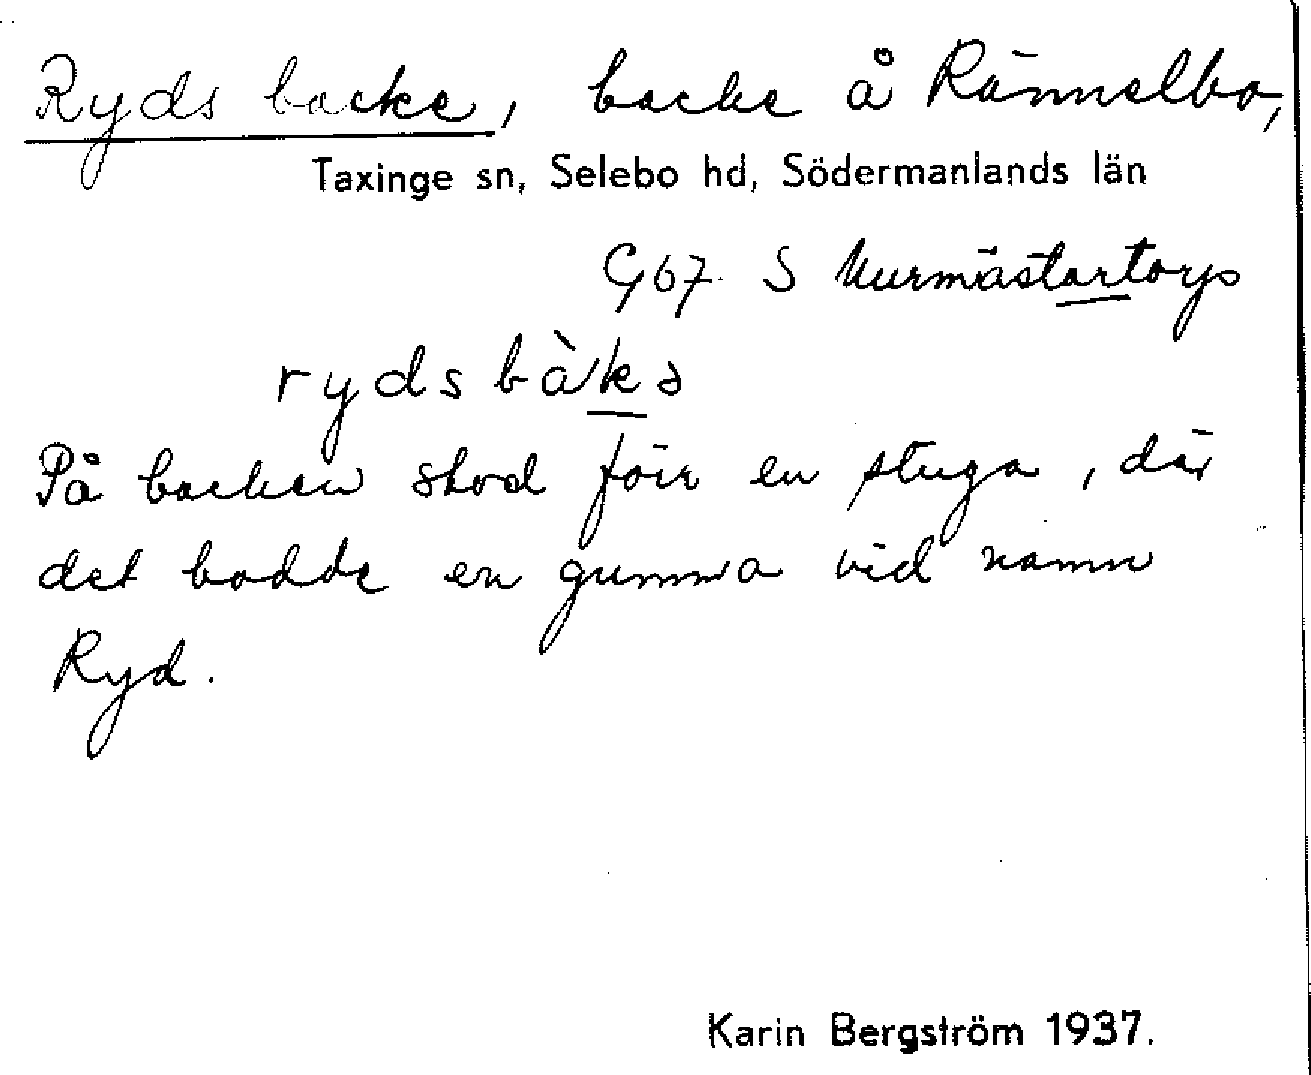 Ryds backe, backe å Rännelbo,
Taxinge sn, Selebo hd, Södermanlands län
G67 S Murmästartorp
rydsbàkə
På backen stod förr en stuga, där
det bodde en gumma vid namn
Ryd.
Karin Bergström 1937.